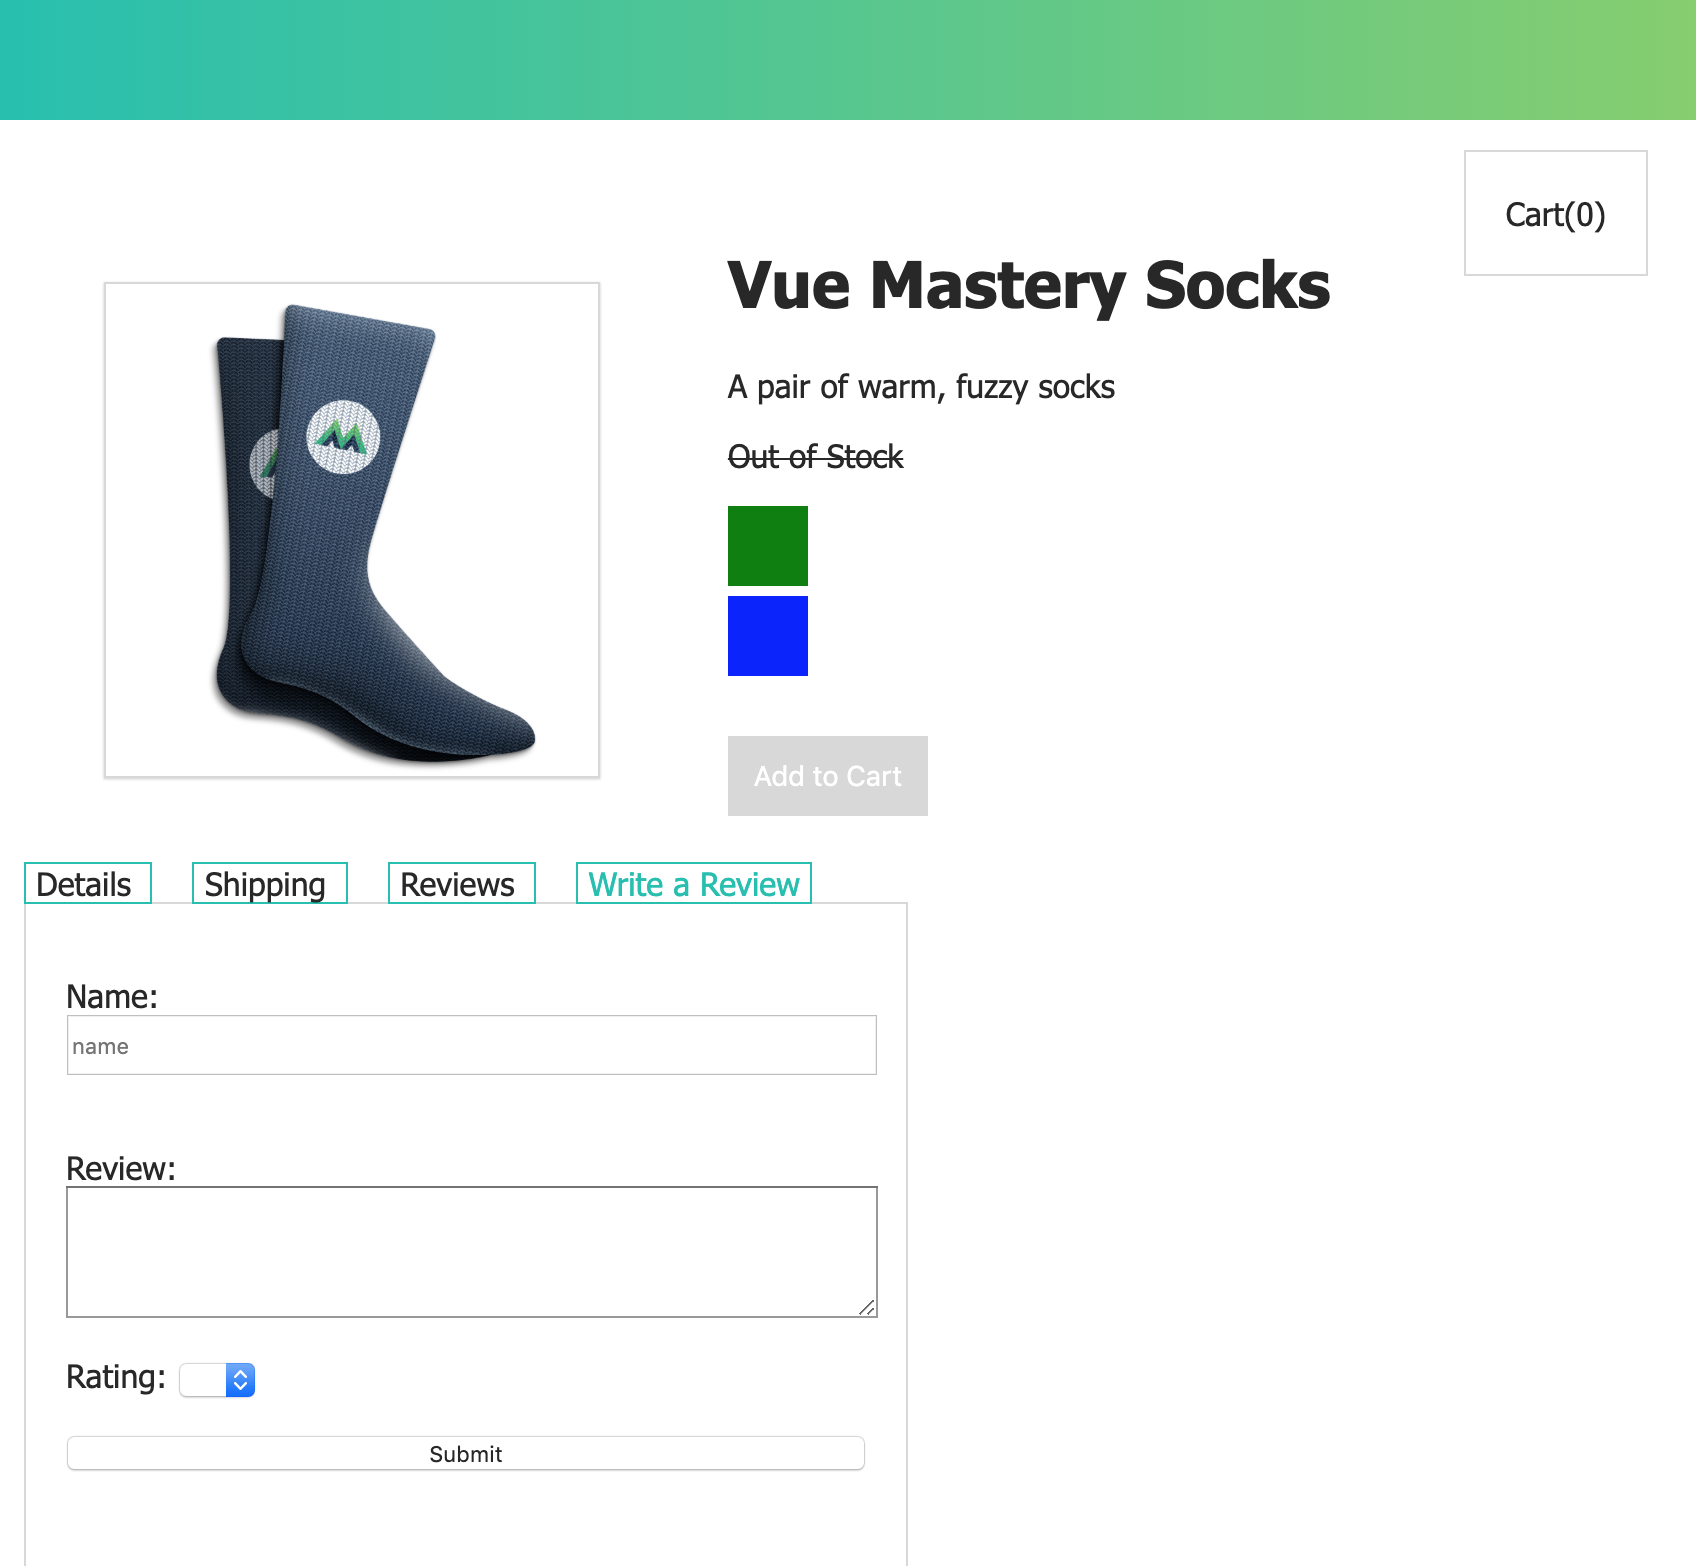 Cart(0)
Vue Mastery Socks
A pair of warm, fuzzy socks
Out of Stock
Add to Cart
Details Shipping Reviews Write a Review
Name:
name
Review:
Rating:
Submit